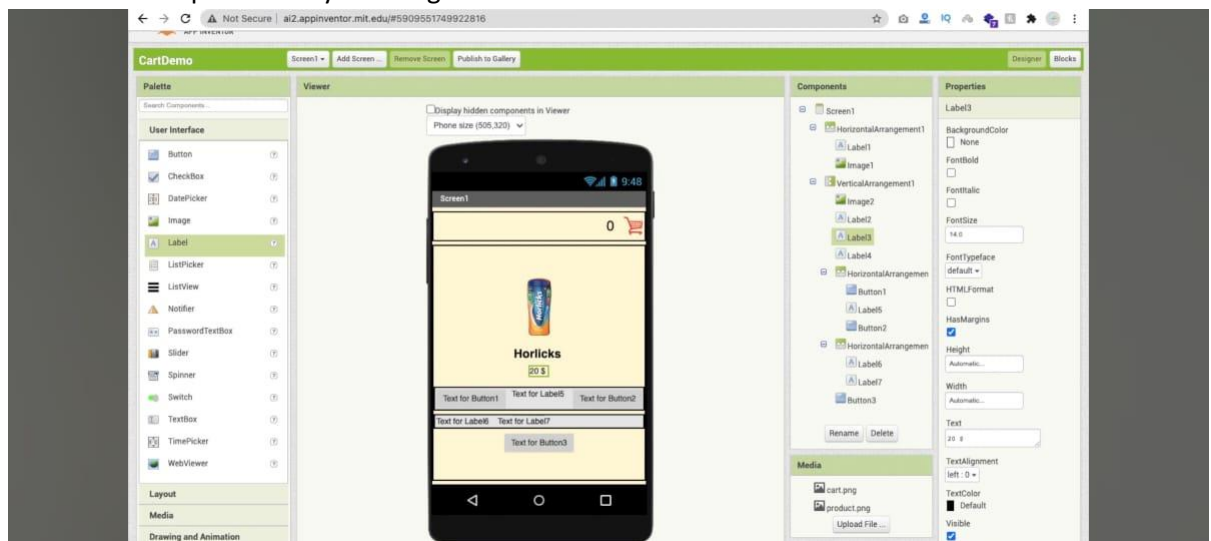 Not Secure | ai2.appinventor.mit.edu/#5909551749922816
APP INVENTOR
CartDemo
Screen1
Add Screen ...
Remove Screen
Publish to Gallery
Designer
Blocks
Palette
Search Components...
User Interface
Button
CheckBox
DatePicker
Image
Label
ListPicker
ListView
Notifier
PasswordTextBox
Slider
Spinner
Switch
TextBox
TimePicker
WebViewer
Layout
Media
Drawing and Animation
Viewer
Display hidden components in Viewer
Phone size (505,320)
9:48
Screen1
0
Horlicks
Horlicks
20 $
Text for Button1
Text for Label5
Text for Button2
Text for Label6
Text for Label7
Text for Button3
Components
Screen1
HorizontalArrangement1
Label1
Image1
VerticalArrangement1
Image2
Label2
Label3
Label4
HorizontalArrangemen
Button1
Label5
Button2
HorizontalArrangemen
Label6
Label7
Button3
Rename
Delete
Media
cart.png
product.png
Upload File ...
Properties
Label3
BackgroundColor
None
FontBold
FontItalic
FontSize
14.0
FontTypeface
default
HTMLFormat
HasMargins
Height
Automatic...
Width
Automatic...
Text
20 $
TextAlignment
left : 0
TextColor
Default
Visible